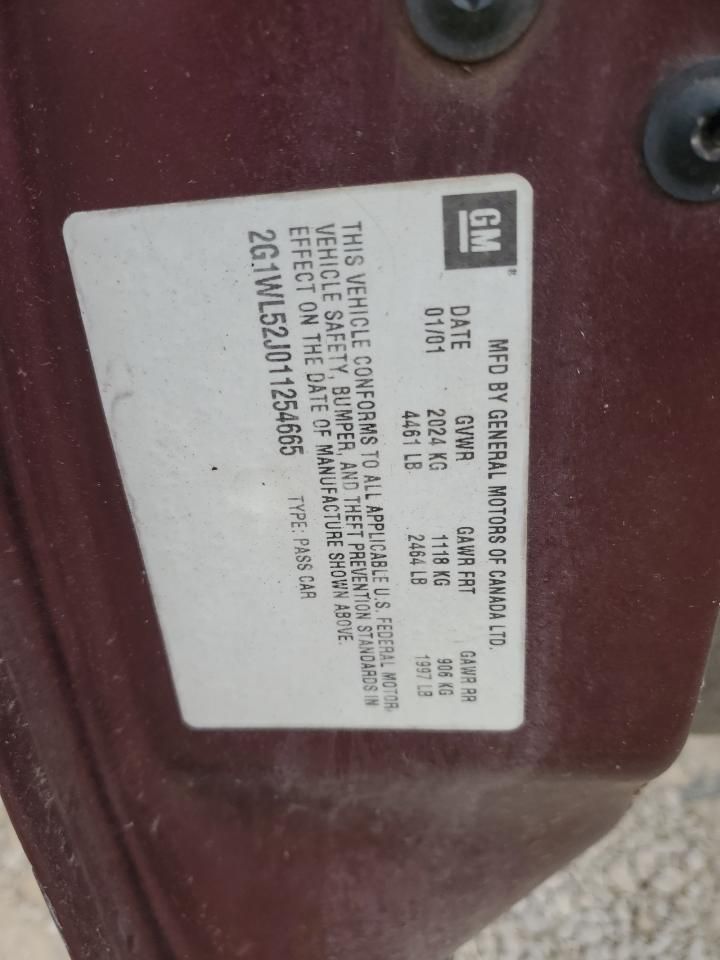 GM ®
MFD BY GENERAL MOTORS OF CANADA LTD.
DATE GVWR GAWR FRT GAWR RR
01/01 2024 KG 1118 KG 906 KG
4461 LB 2464 LB 1997 LB
THIS VEHICLE CONFORMS TO ALL APPLICABLE U.S. FEDERAL MOTOR
VEHICLE SAFETY, BUMPER, AND THEFT PREVENTION STANDARDS IN
EFFECT ON THE DATE OF MANUFACTURE SHOWN ABOVE.
2G1WL52J011254665 TYPE: PASS CAR